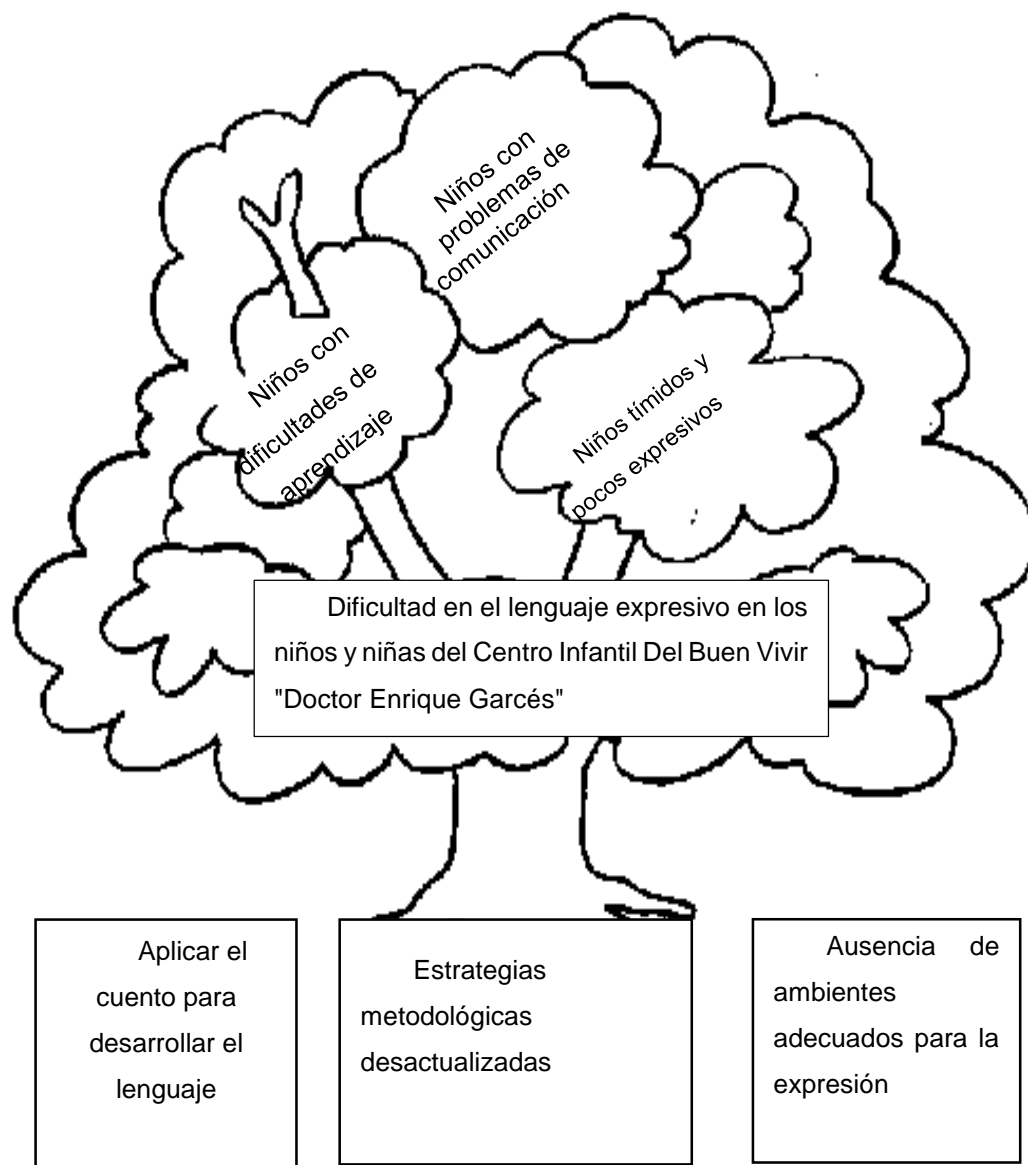 Niños con
problemas de
comunicación
Niños con
dificultades de
aprendizaje
Niños tímidos y
pocos expresivos
Dificultad en el lenguaje expresivo en los
niños y niñas del Centro Infantil Del Buen Vivir
"Doctor Enrique Garcés"
Aplicar el
cuento para
desarrollar el
lenguaje
Estrategias
metodológicas
desactualizadas
Ausencia de
ambientes
adecuados para la
expresión